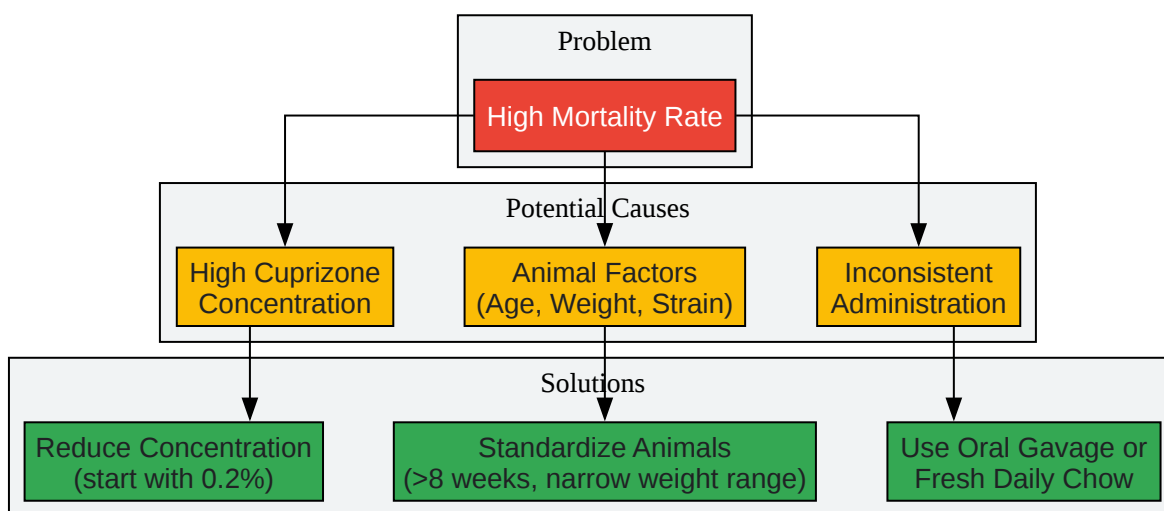 Problem
High Mortality Rate
Potential Causes
High Cuprizone
Concentration
Animal Factors
(Age, Weight, Strain)
Inconsistent
Administration
Solutions
Reduce Concentration
(start with 0.2%)
Standardize Animals
(>8 weeks, narrow weight range)
Use Oral Gavage or
Fresh Daily Chow